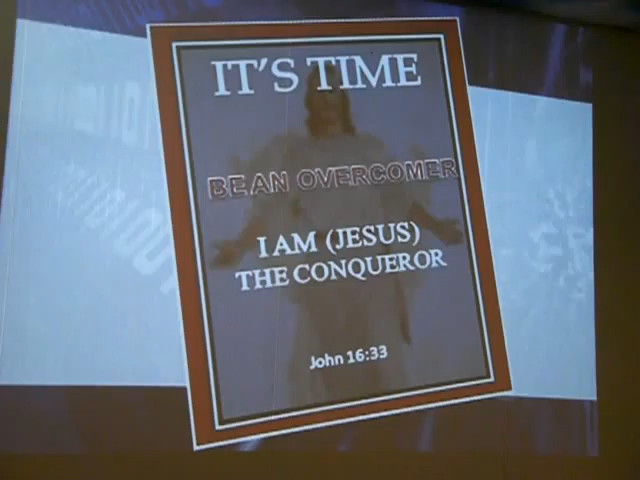 IT'S TIME
BE AN OVERCOMER
I AM (JESUS)
THE CONQUEROR
John 16:33